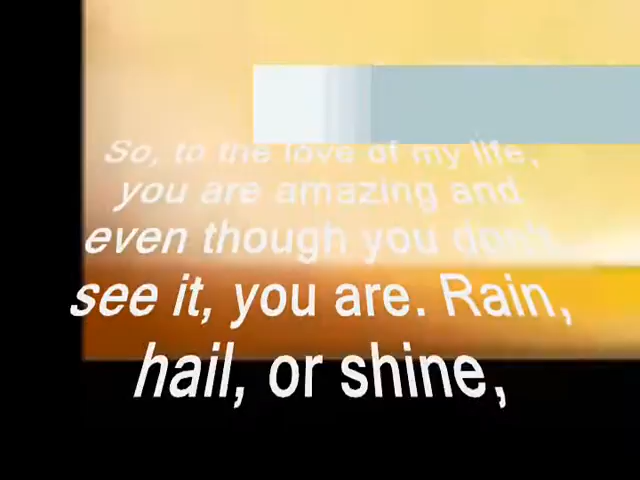 So, to the love of my life,
you are amazing and
even though you don't
see it, you are. Rain,
hail, or shine,